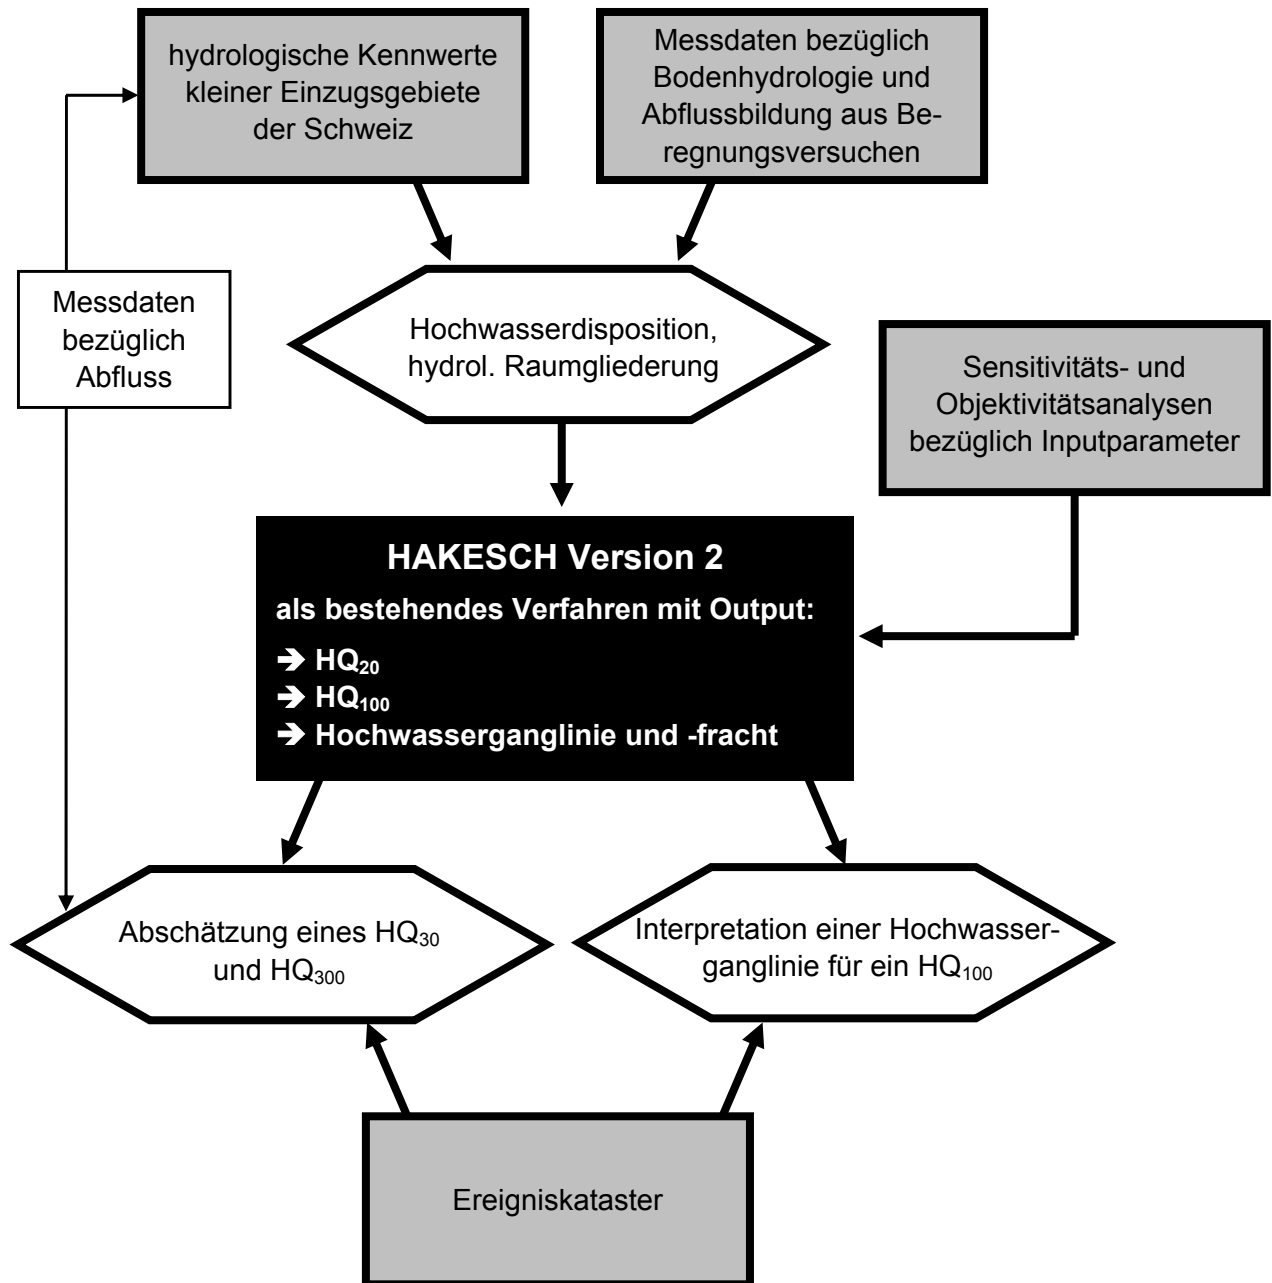 hydrologische Kennwerte
kleiner Einzugsgebiete
der Schweiz
Messdaten bezüglich
Bodenhydrologie und
Abflussbildung aus Be-
regnungsversuchen
Messdaten
bezüglich
Abfluss
Hochwasserdisposition,
hydrol. Raumgliederung
Sensitivitäts- und
Objektivitätsanalysen
bezüglich Inputparameter
HAKESCH Version 2
als bestehendes Verfahren mit Output:
➔ HQ₂₀
➔ HQ₁₀₀
➔ Hochwasserganglinie und -fracht
Abschätzung eines HQ₃₀
und HQ₃₀₀
Interpretation einer Hochwasser-
ganglinie für ein HQ₁₀₀
Ereigniskataster